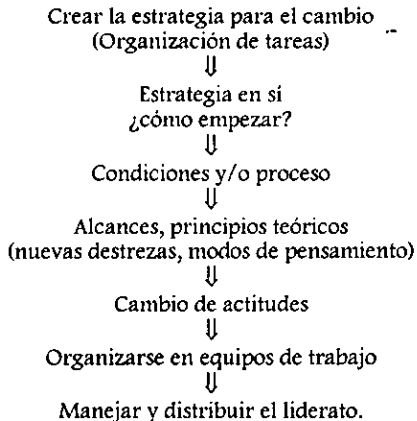 Crear la estrategia para el cambio
(Organización de tareas)
⇓
Estrategia en sí
¿cómo empezar?
⇓
Condiciones y/o proceso
⇓
Alcances, principios teóricos
(nuevas destrezas, modos de pensamiento)
⇓
Cambio de actitudes
⇓
Organizarse en equipos de trabajo
⇓
Manejar y distribuir el liderato.